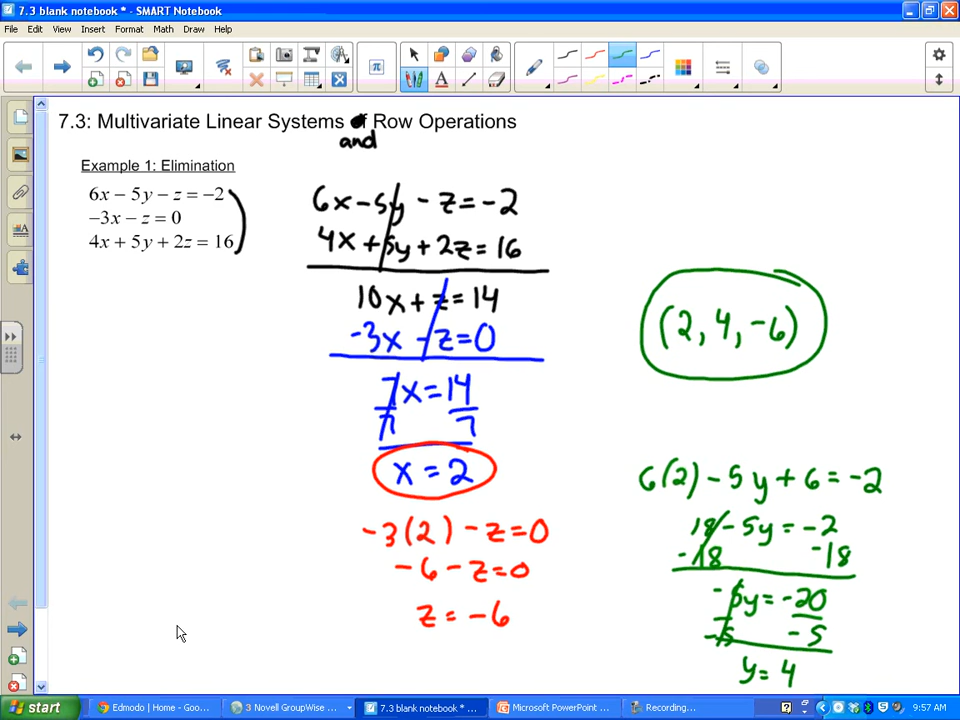 7.3 blank notebook * - SMART Notebook
File Edit View Insert Format Math Draw Help
7.3: Multivariate Linear Systems of Row Operations
and
Example 1: Elimination
6x − 5y − z = −2
−3x − z = 0
4x + 5y + 2z = 16
6x - 5y - z = -2
4x + 5y + 2z = 16
10x + z = 14
-3x - z = 0
7x = 14
7 7
x = 2
-3(2) - z = 0
-6 - z = 0
z = -6
(2, 4, -6)
6(2) - 5y + 6 = -2
18 - 5y = -2
-18 -18
-5y = -20
-5 -5
y = 4
start
Edmodo | Home - Goo...
3 Novell GroupWise ...
7.3 blank notebook * ...
Microsoft PowerPoint ...
Recording...
9:57 AM